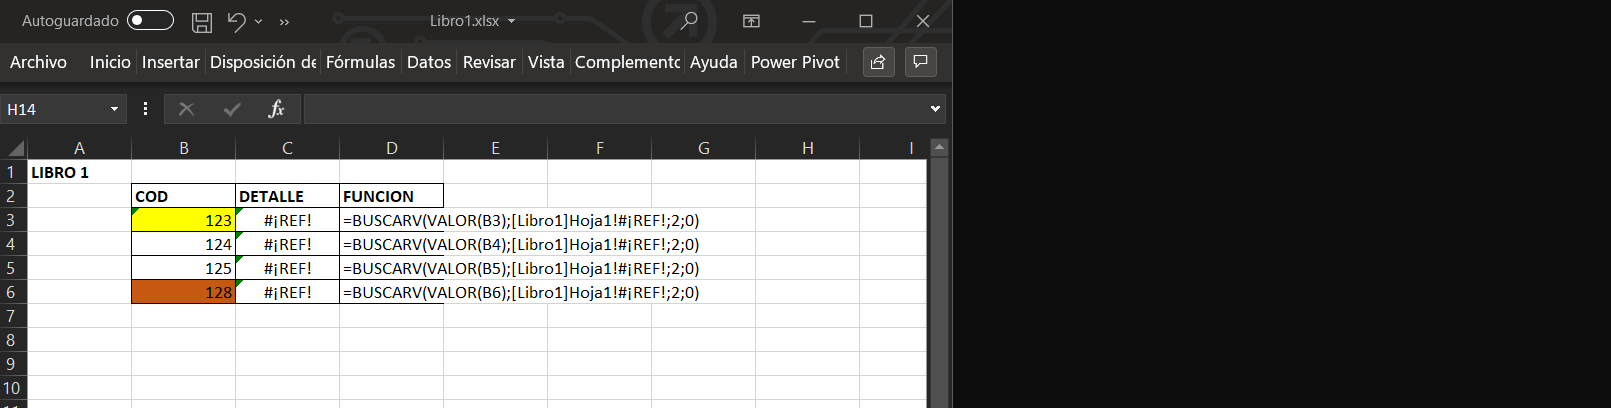 Autoguardado Libro1.xlsx
Archivo Inicio Insertar Disposición de Fórmulas Datos Revisar Vista Complemento Ayuda Power Pivot
H14 fx
A B C D E F G H I
1 LIBRO 1
2 COD DETALLE FUNCION
3 123 #¡REF! =BUSCARV(VALOR(B3);[Libro1]Hoja1!#¡REF!;2;0)
4 124 #¡REF! =BUSCARV(VALOR(B4);[Libro1]Hoja1!#¡REF!;2;0)
5 125 #¡REF! =BUSCARV(VALOR(B5);[Libro1]Hoja1!#¡REF!;2;0)
6 128 #¡REF! =BUSCARV(VALOR(B6);[Libro1]Hoja1!#¡REF!;2;0)
7
8
9
10